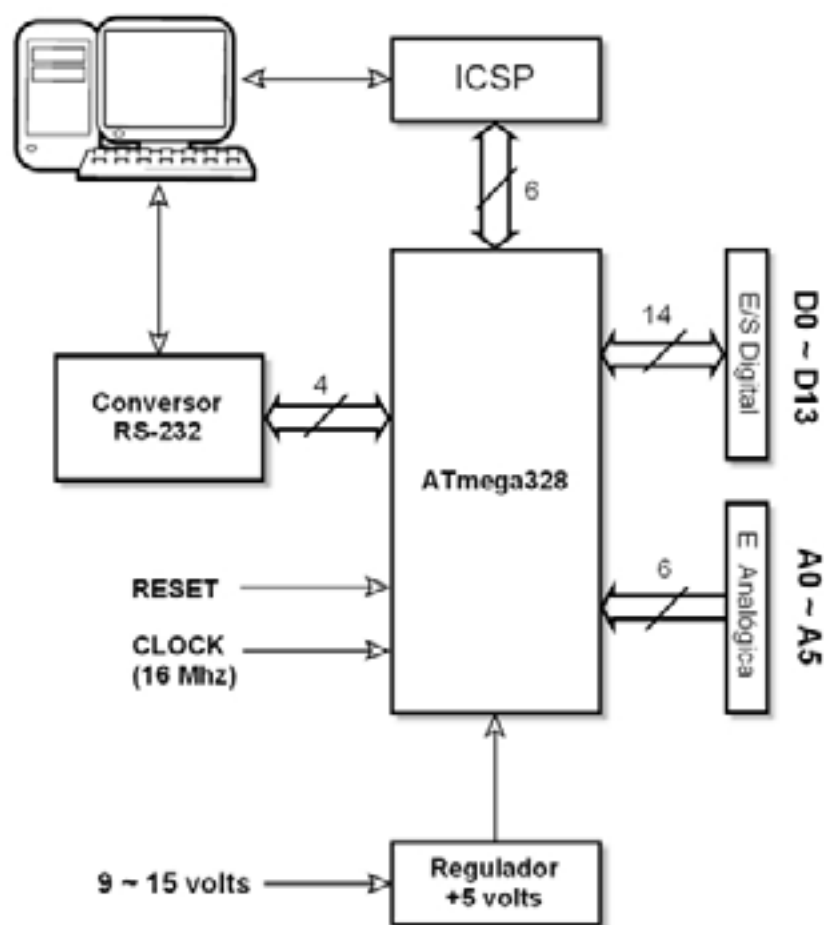 ICSP
6
14
E/S Digital
D0 ~ D13
4
Conversor
RS-232
ATmega328
6
E Analógica
A0 ~ A5
RESET
CLOCK
(16 Mhz)
9 ~ 15 volts
Regulador
+5 volts